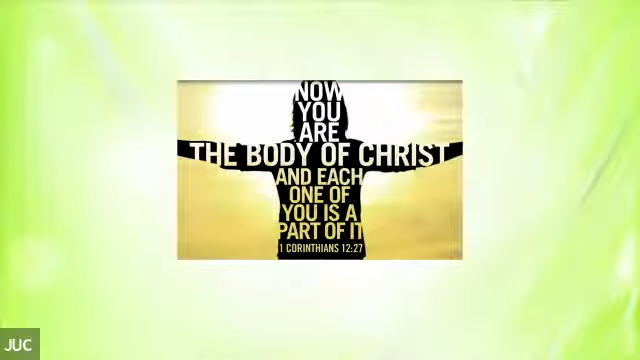 NOW
YOU
ARE
THE BODY OF CHRIST
AND EACH
ONE OF
YOU IS A
PART OF IT
1 CORINTHIANS 12:27
JUC